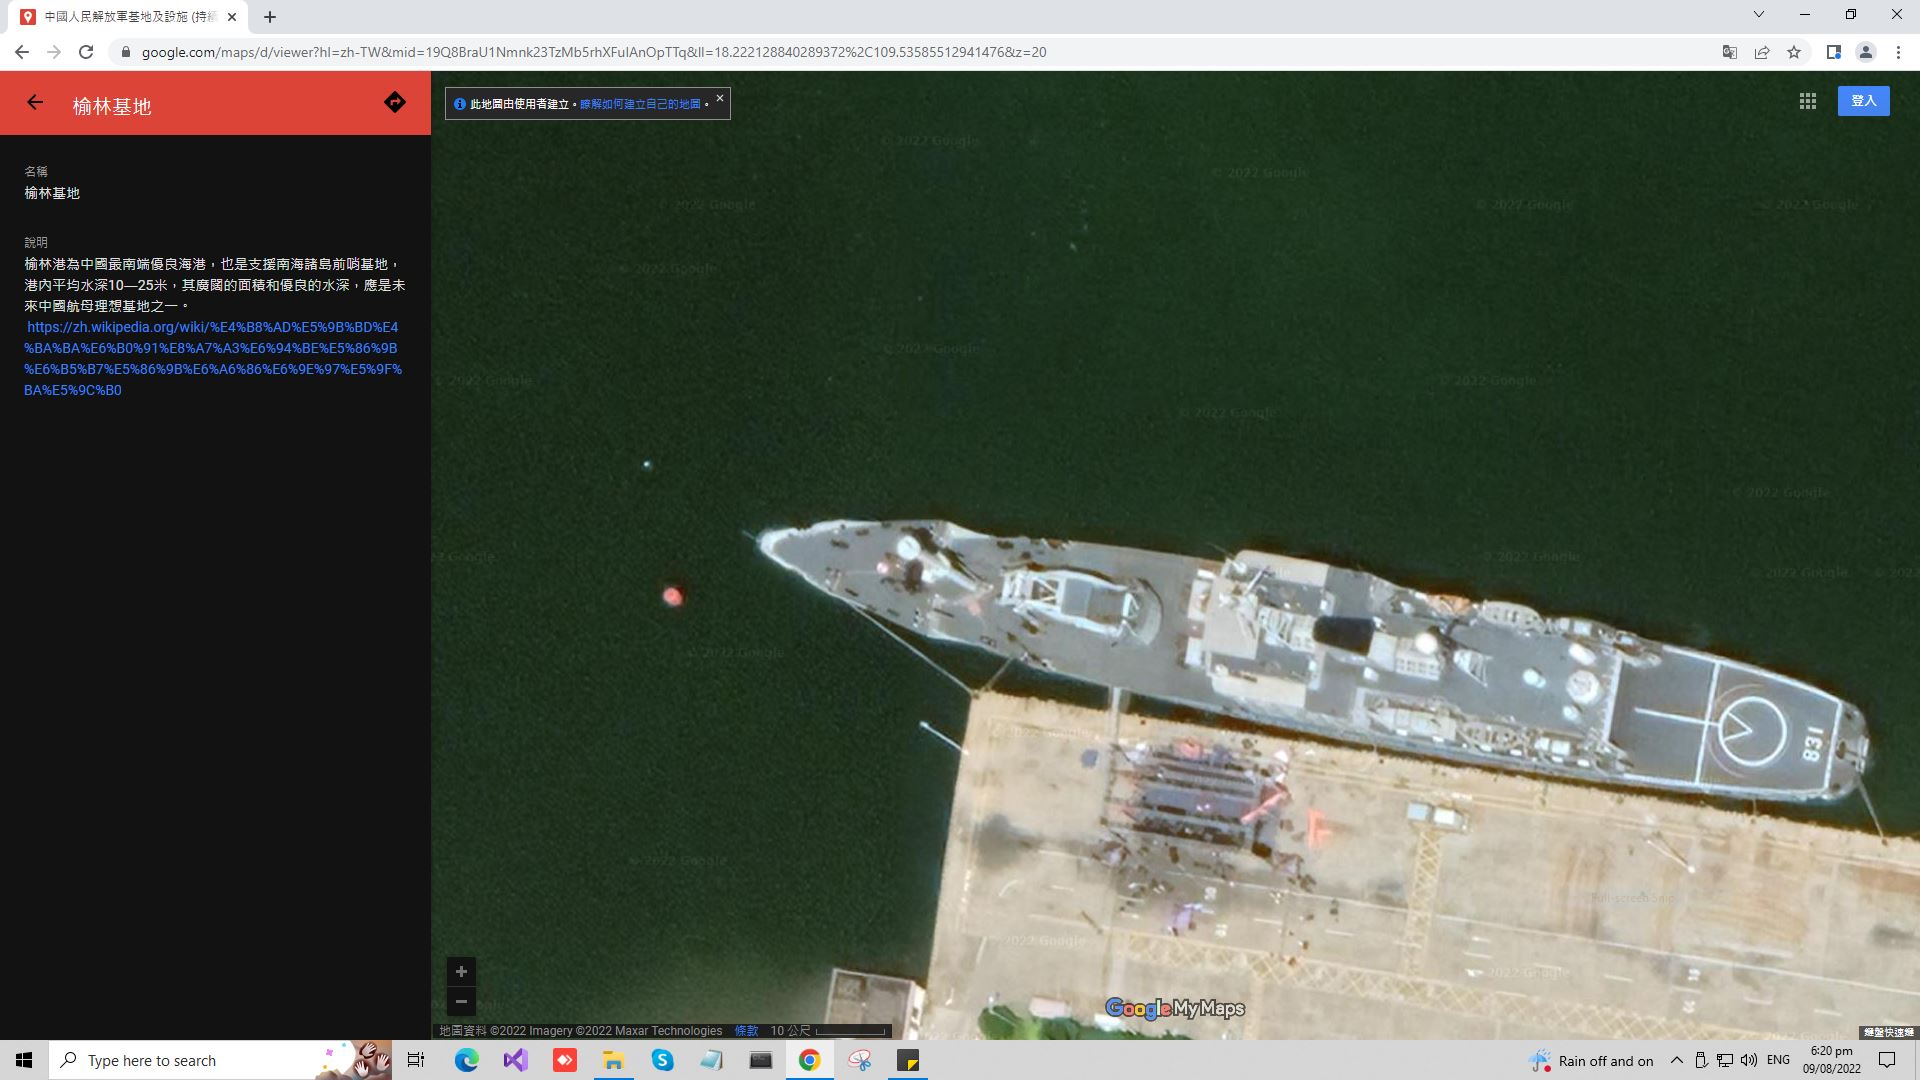 中國人民解放軍基地及設施 (持續
google.com/maps/d/viewer?hl=zh-TW&mid=19Q8BraU1Nmnk23TzMb5rhXFuIAnOpTTq&ll=18.222128840289372%2C109.53585512941476&z=20
榆林基地
此地圖由使用者建立。瞭解如何建立自己的地圖。
登入
名稱
榆林基地
說明
榆林港為中國最南端優良海港，也是支援南海諸島前哨基地，
港內平均水深10—25米，其廣闊的面積和優良的水深，應是未
來中國航母理想基地之一。
https://zh.wikipedia.org/wiki/%E4%B8%AD%E5%9B%BD%E4
%BA%BA%E6%B0%91%E8%A7%A3%E6%94%BE%E5%86%9B
%E6%B5%B7%E5%86%9B%E6%A6%86%E6%9E%97%E5%9F%
BA%E5%9C%B0
© 2022 Google
831
Full-screen Snip
Google My Maps
地圖資料 ©2022 Imagery ©2022 Maxar Technologies 條款 10 公尺
鍵盤快速鍵
Type here to search
Rain off and on
ENG
6:20 pm
09/08/2022